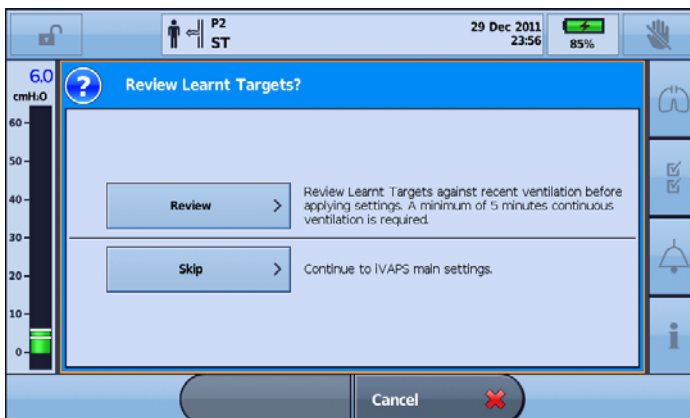 P2
ST
29 Dec 2011
23:56
85%
6.0
cmH₂O
Review Learnt Targets?
60
50
40
30
20
10
0
Review
Review Learnt Targets against recent ventilation before
applying settings. A minimum of 5 minutes continuous
ventilation is required.
Skip
Continue to iVAPS main settings.
Cancel